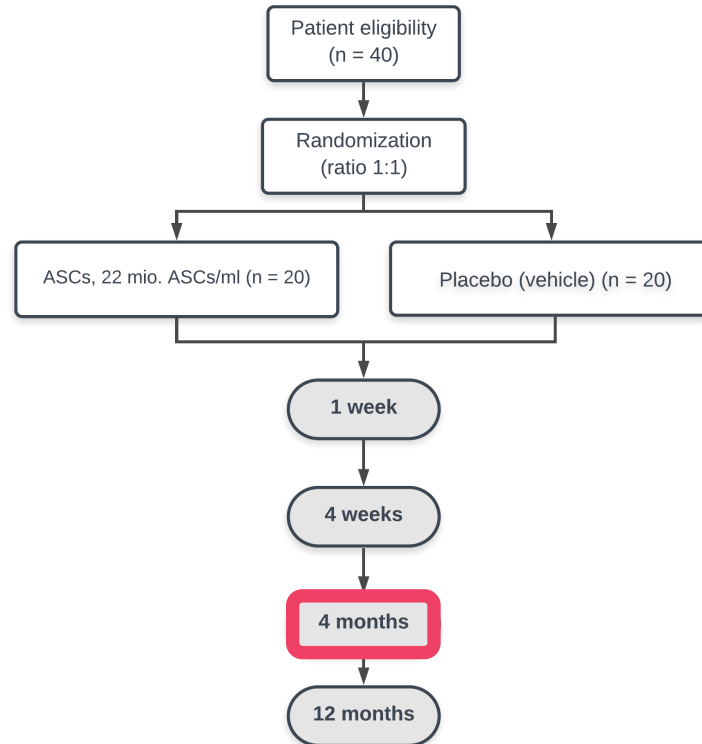 Patient eligibility
(n = 40)
Randomization
(ratio 1:1)
ASCs, 22 mio. ASCs/ml (n = 20)
Placebo (vehicle) (n = 20)
1 week
4 weeks
4 months
12 months